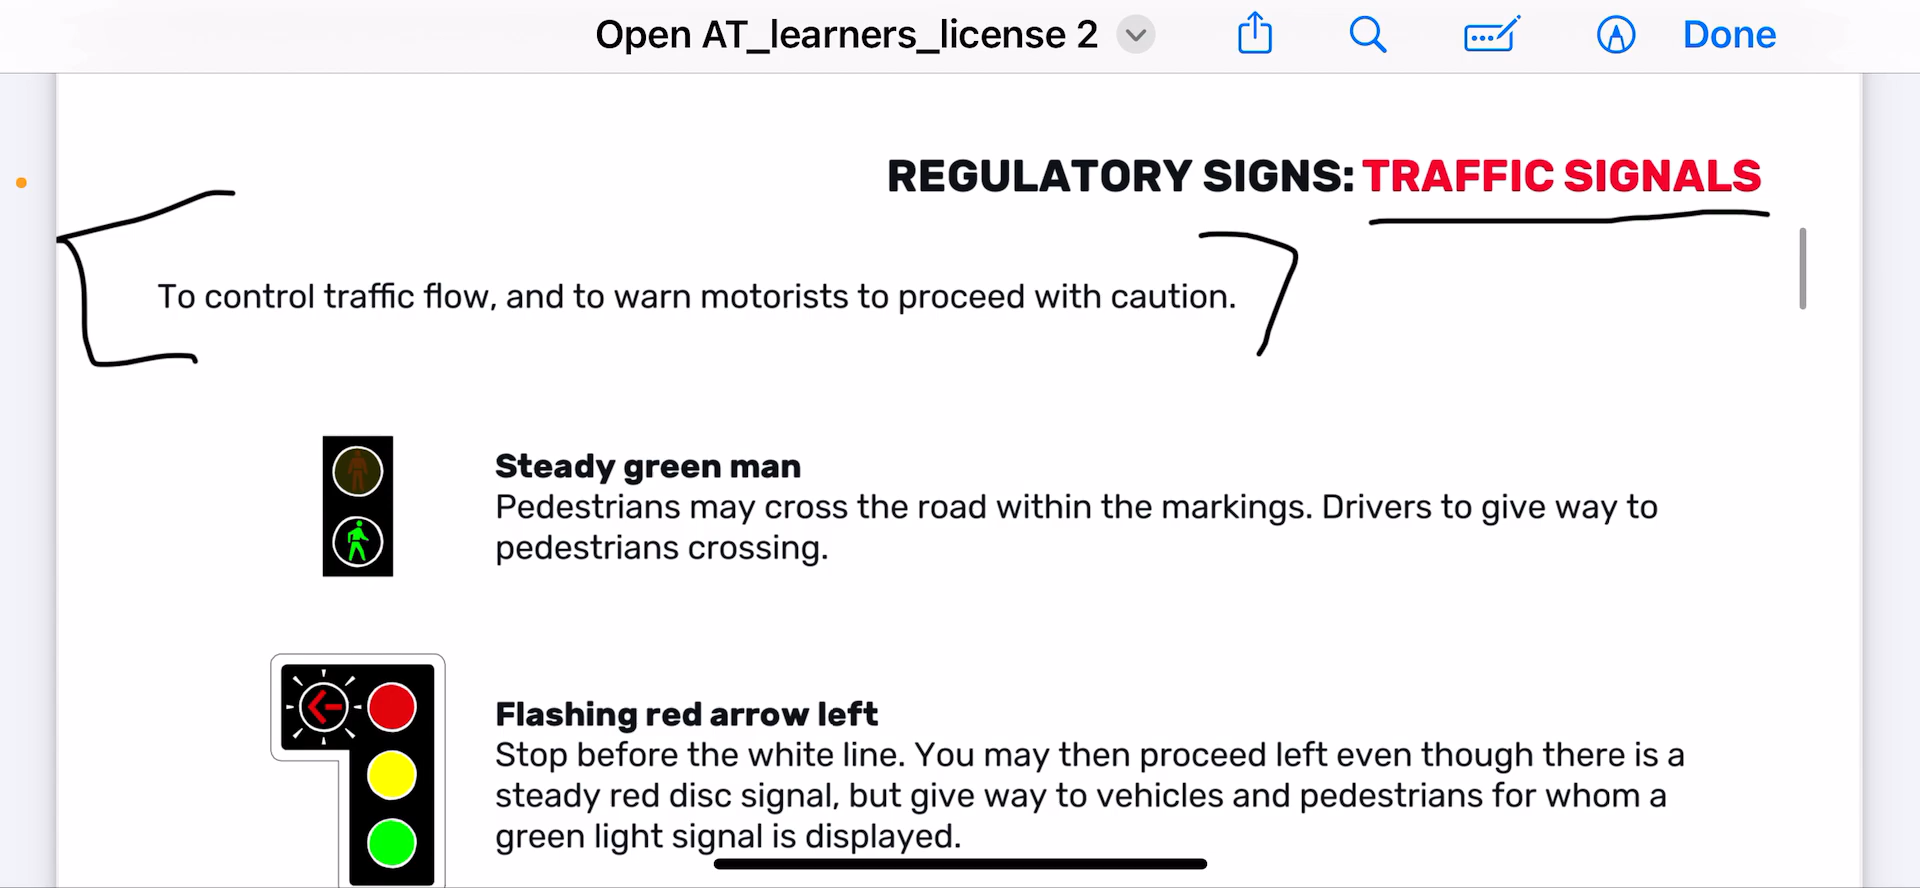 Open AT_learners_license 2
Done
REGULATORY SIGNS: TRAFFIC SIGNALS
To control traffic flow, and to warn motorists to proceed with caution.
Steady green man
Pedestrians may cross the road within the markings. Drivers to give way to
pedestrians crossing.
Flashing red arrow left
Stop before the white line. You may then proceed left even though there is a
steady red disc signal, but give way to vehicles and pedestrians for whom a
green light signal is displayed.